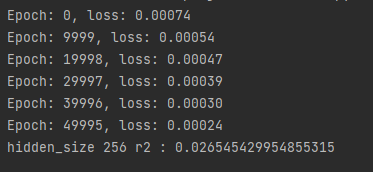 Epoch: 0, loss: 0.00074
Epoch: 9999, loss: 0.00054
Epoch: 19998, loss: 0.00047
Epoch: 29997, loss: 0.00039
Epoch: 39996, loss: 0.00030
Epoch: 49995, loss: 0.00024
hidden_size 256 r2 : 0.026545429954855315